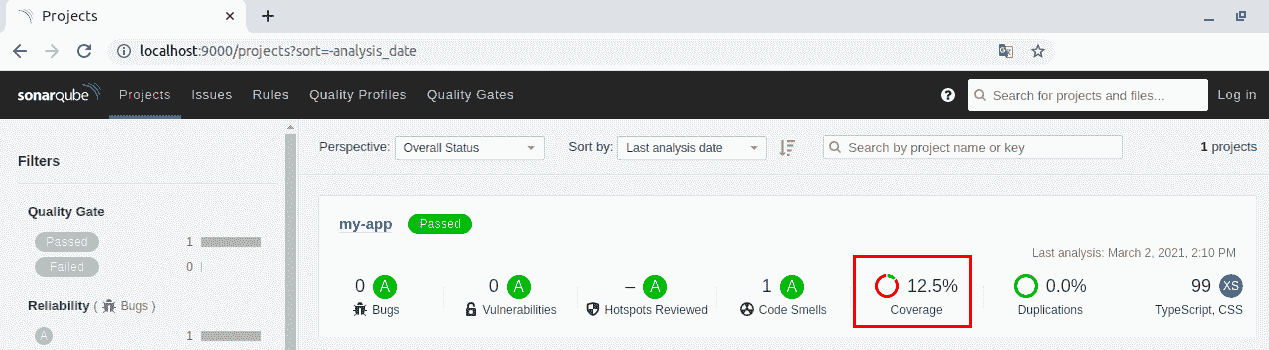 Projects
localhost:9000/projects?sort=-analysis_date
sonarqube Projects Issues Rules Quality Profiles Quality Gates ? Search for projects and files... Log in
Filters
Perspective: Overall Status Sort by: Last analysis date Search by project name or key 1 projects
Quality Gate
Passed 1
Failed 0
Reliability ( Bugs )
A 1
my-app Passed
Last analysis: March 2, 2021, 2:10 PM
0 A 0 A – A 1 A 12.5% 0.0% 99 XS
Bugs Vulnerabilities Hotspots Reviewed Code Smells Coverage Duplications TypeScript, CSS